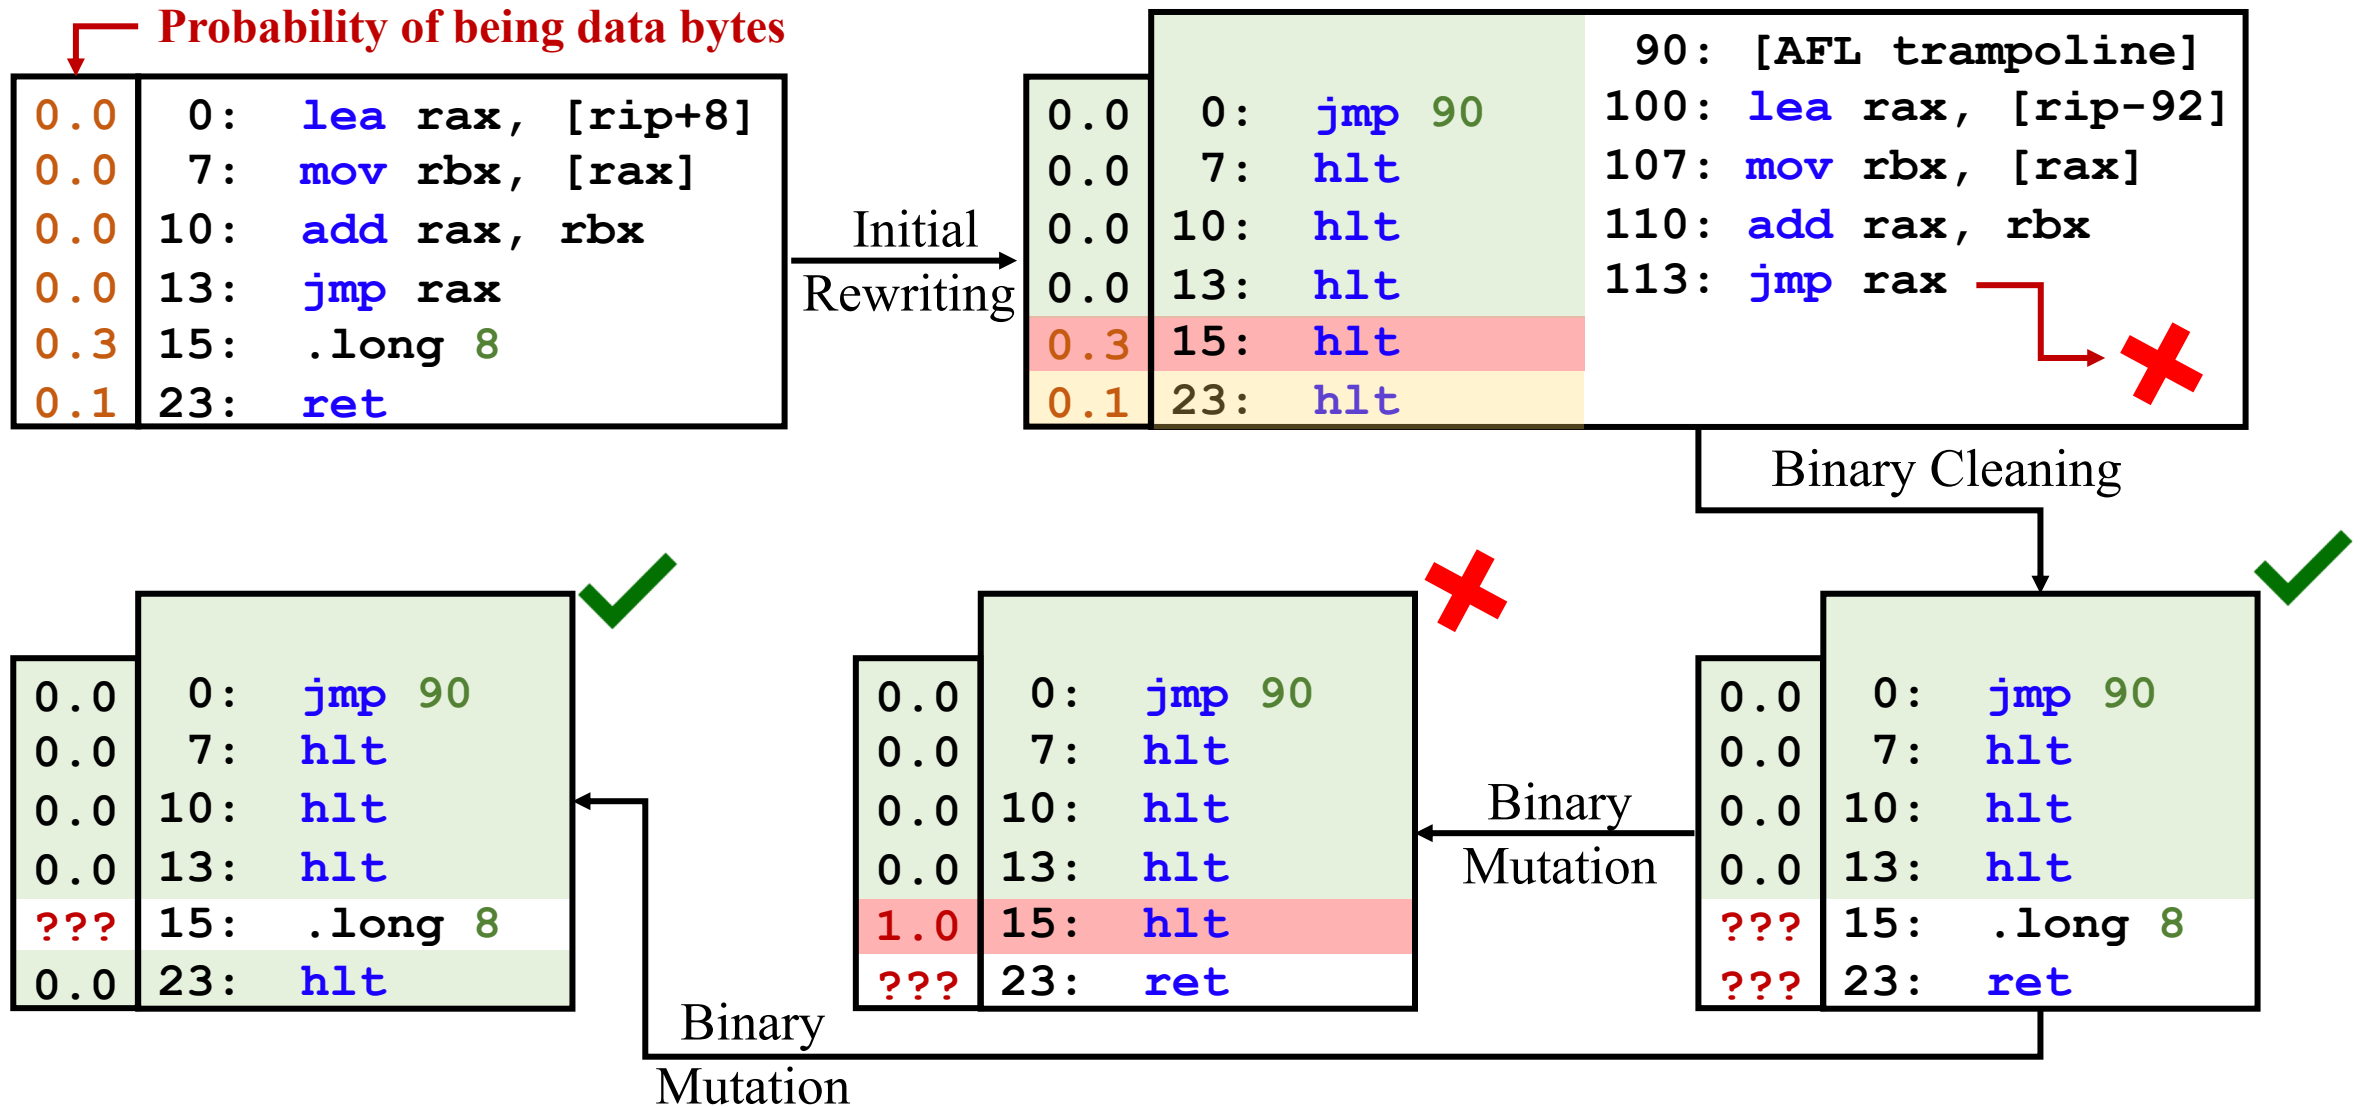 Probability of being data bytes
0.0 0: lea rax, [rip+8]
0.0 7: mov rbx, [rax]
0.0 10: add rax, rbx
0.0 13: jmp rax
0.3 15: .long 8
0.1 23: ret
Initial
Rewriting
0.0 0: jmp 90
0.0 7: hlt
0.0 10: hlt
0.0 13: hlt
0.3 15: hlt
0.1 23: hlt
90: [AFL trampoline]
100: lea rax, [rip-92]
107: mov rbx, [rax]
110: add rax, rbx
113: jmp rax
Binary Cleaning
0.0 0: jmp 90
0.0 7: hlt
0.0 10: hlt
0.0 13: hlt
??? 15: .long 8
??? 23: ret
Binary
Mutation
0.0 0: jmp 90
0.0 7: hlt
0.0 10: hlt
0.0 13: hlt
1.0 15: hlt
??? 23: ret
Binary
Mutation
0.0 0: jmp 90
0.0 7: hlt
0.0 10: hlt
0.0 13: hlt
??? 15: .long 8
0.0 23: hlt